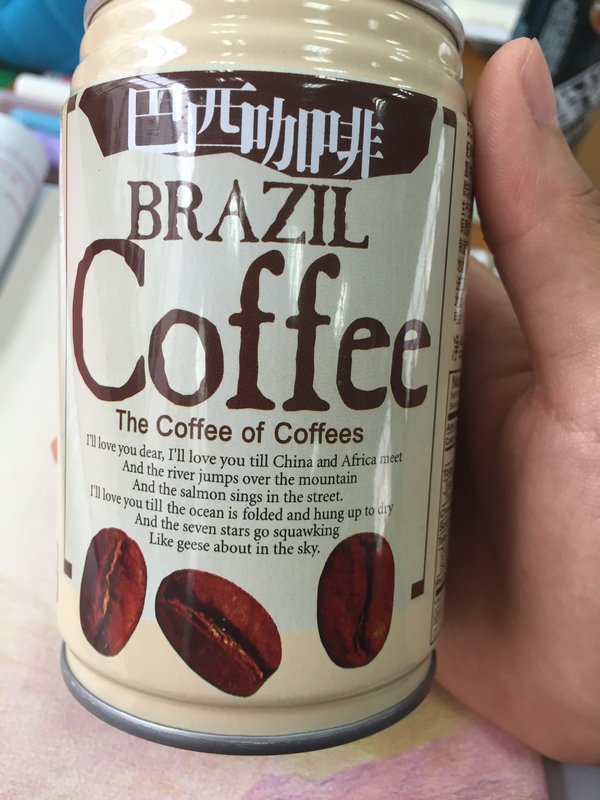 巴西咖啡
BRAZIL
Coffee
The Coffee of Coffees
I'll love you dear, I'll love you till China and Africa meet
And the river jumps over the mountain
And the salmon sings in the street.
I'll love you till the ocean is folded and hung up to dry
And the seven stars go squawking
Like geese about in the sky.